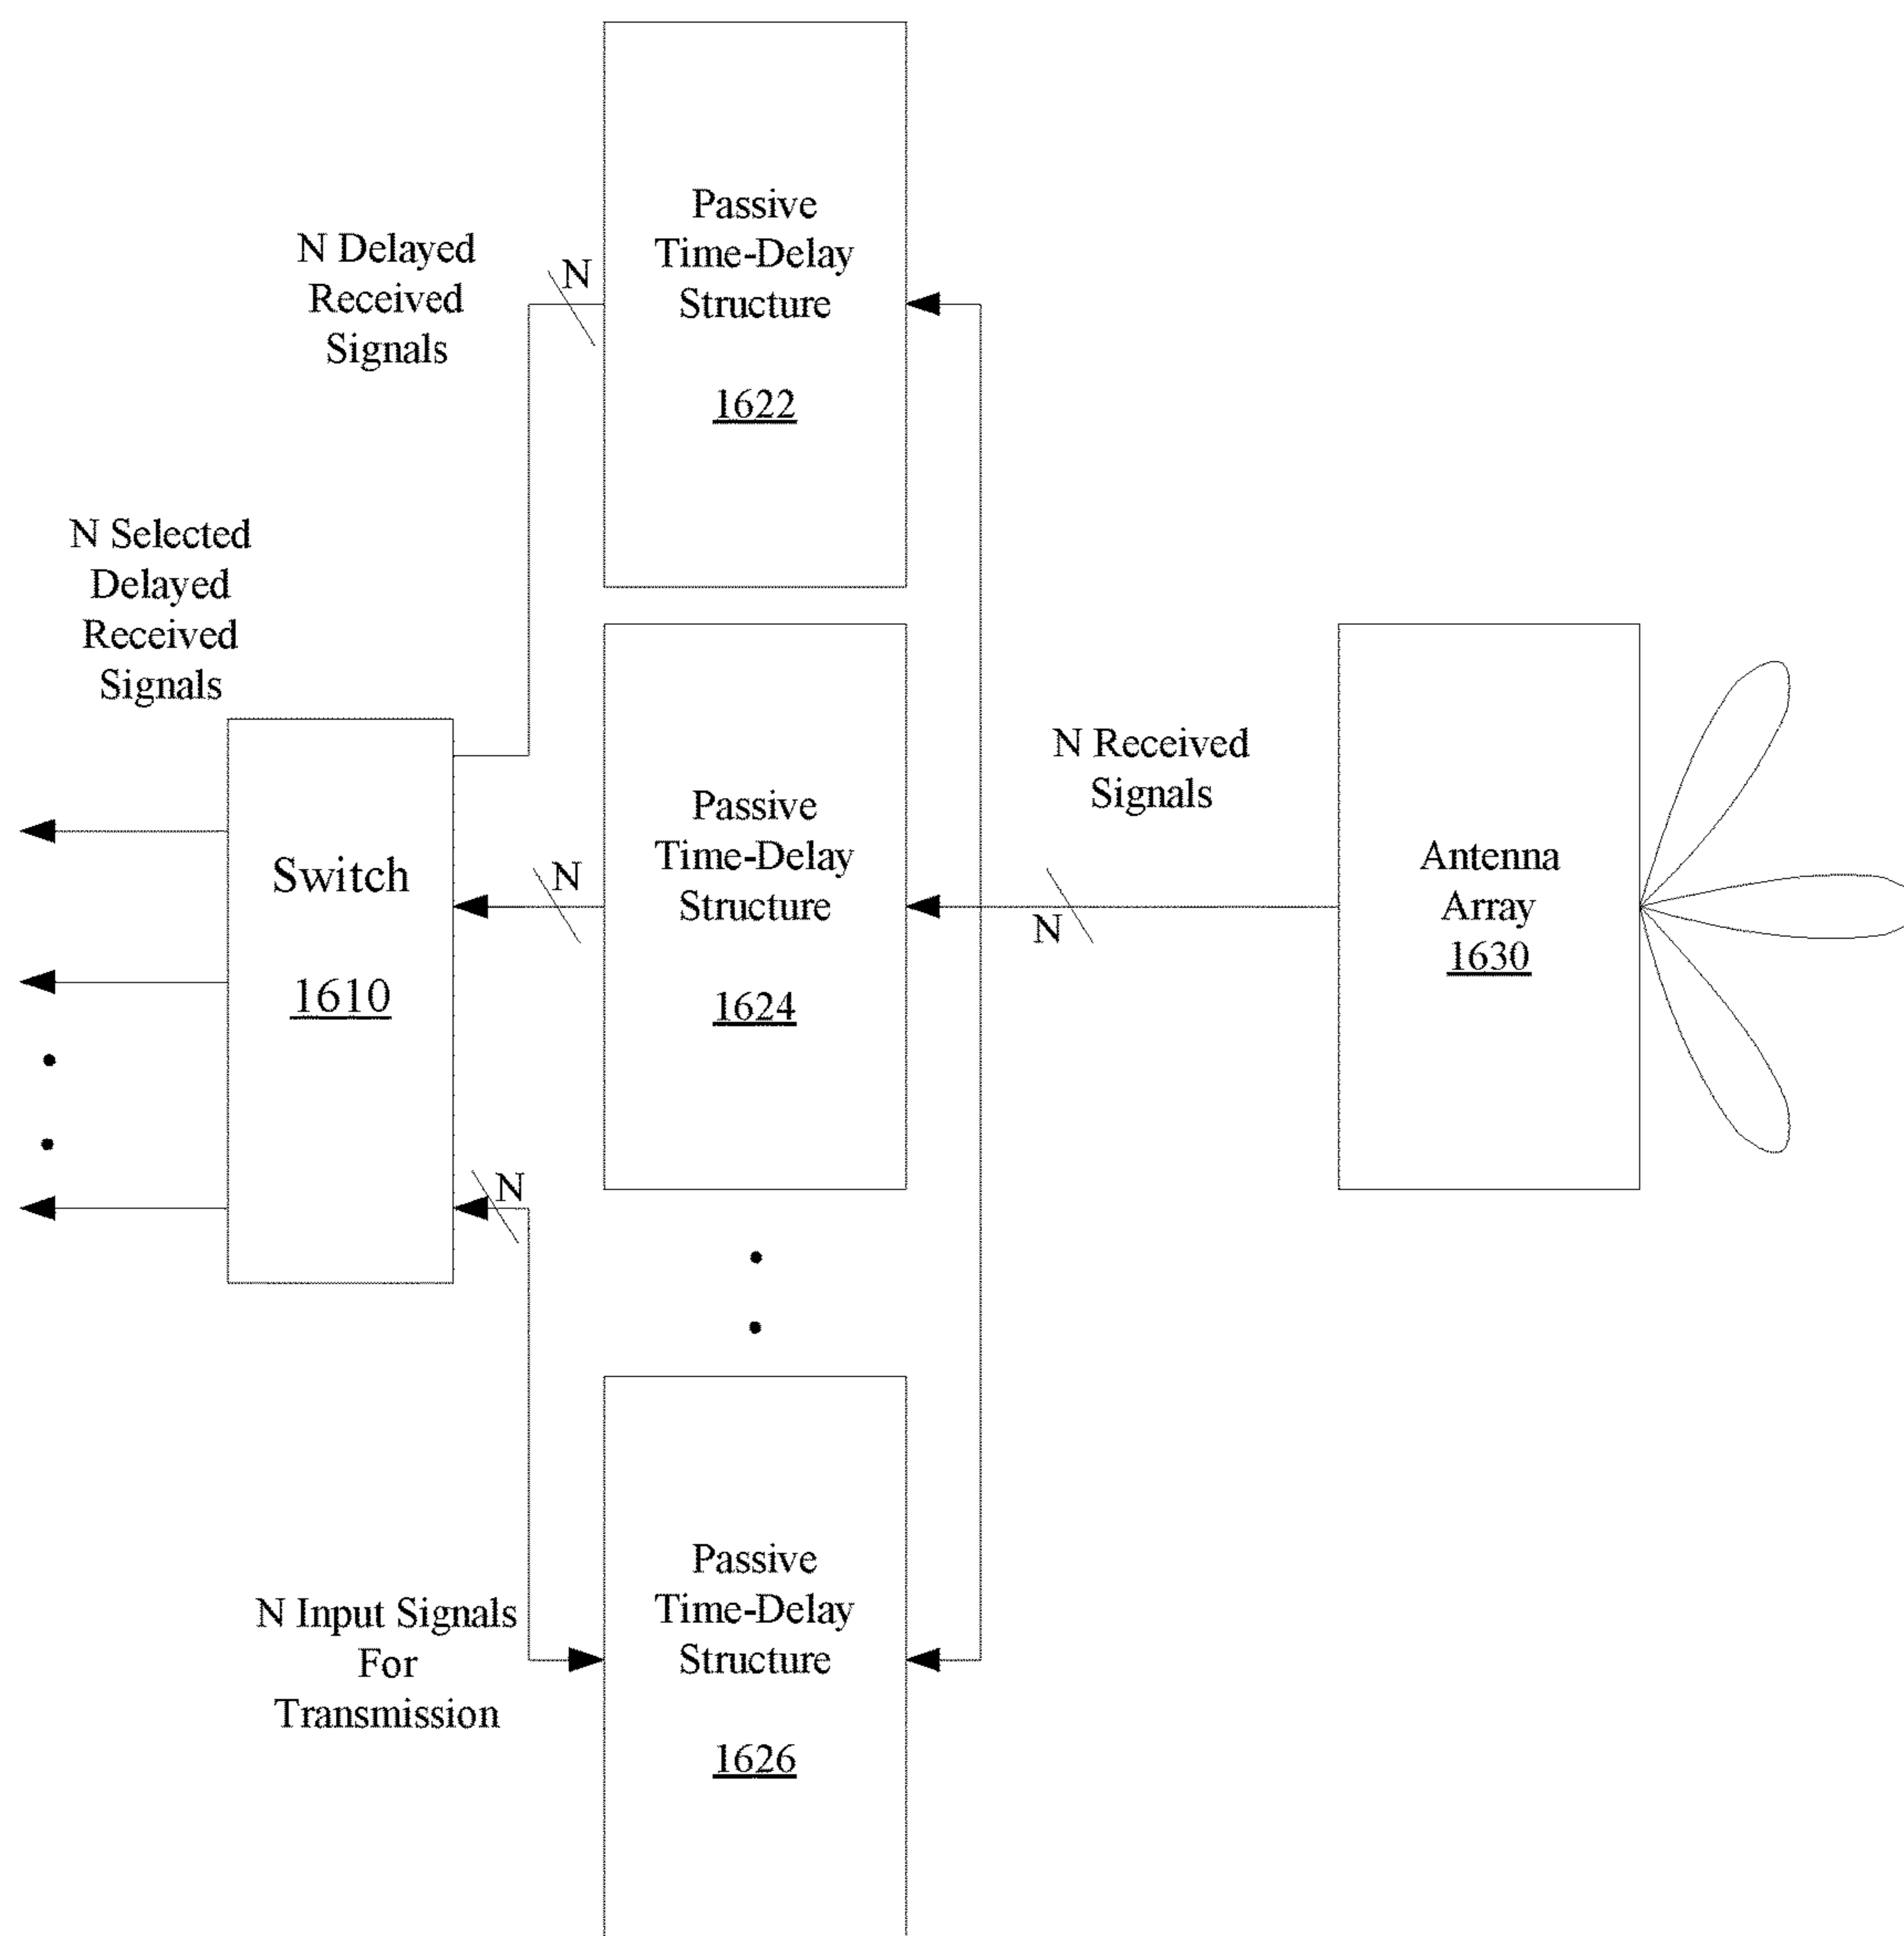 Passive
Time-Delay
Structure
1622
N Delayed
Received
Signals
N
N Selected
Delayed
Received
Signals
Switch
1610
N
Passive
Time-Delay
Structure
1624
N Received
Signals
N
Antenna
Array
1630
N
N Input Signals
For
Transmission
Passive
Time-Delay
Structure
1626